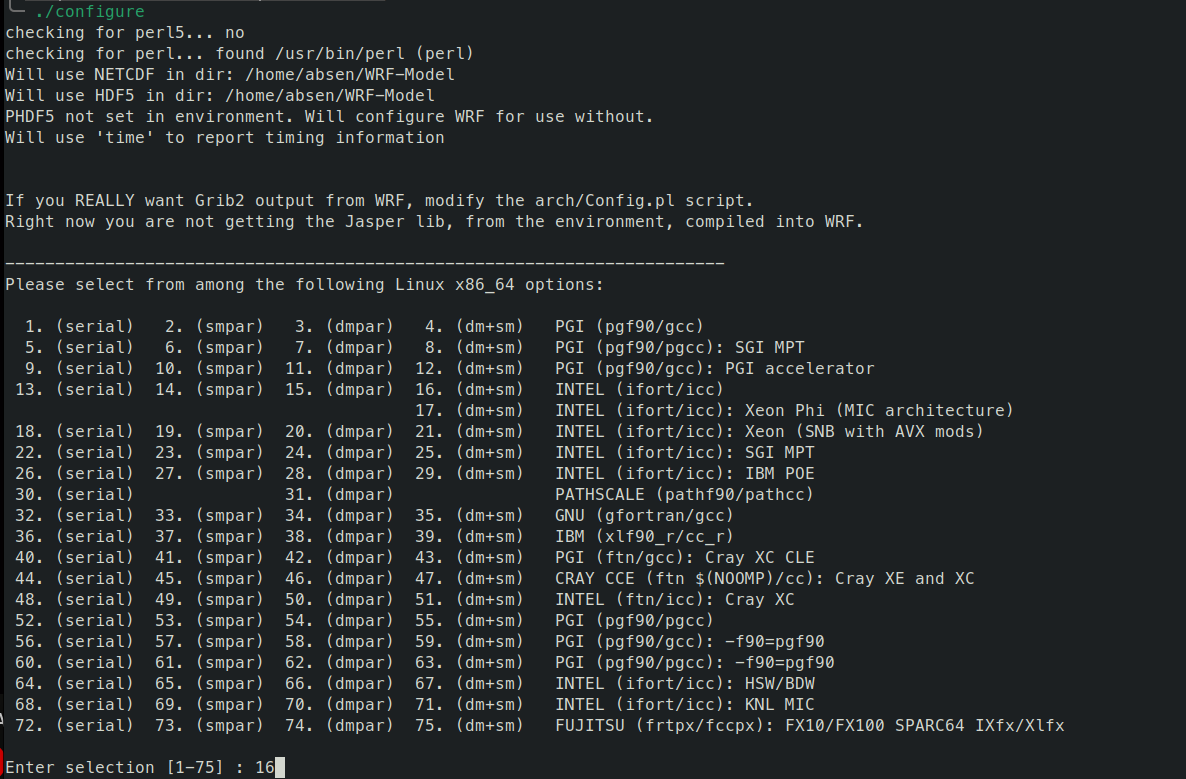 ./configure
checking for perl5... no
checking for perl... found /usr/bin/perl (perl)
Will use NETCDF in dir: /home/absen/WRF-Model
Will use HDF5 in dir: /home/absen/WRF-Model
PHDF5 not set in environment. Will configure WRF for use without.
Will use 'time' to report timing information
If you REALLY want Grib2 output from WRF, modify the arch/Config.pl script.
Right now you are not getting the Jasper lib, from the environment, compiled into WRF.
------------------------------------------------------------------------
Please select from among the following Linux x86_64 options:
1. (serial)   2. (smpar)   3. (dmpar)   4. (dm+sm)   PGI (pgf90/gcc)
5. (serial)   6. (smpar)   7. (dmpar)   8. (dm+sm)   PGI (pgf90/pgcc): SGI MPT
9. (serial)  10. (smpar)  11. (dmpar)  12. (dm+sm)   PGI (pgf90/gcc): PGI accelerator
13. (serial)  14. (smpar)  15. (dmpar)  16. (dm+sm)   INTEL (ifort/icc)
17. (dm+sm)   INTEL (ifort/icc): Xeon Phi (MIC architecture)
18. (serial)  19. (smpar)  20. (dmpar)  21. (dm+sm)   INTEL (ifort/icc): Xeon (SNB with AVX mods)
22. (serial)  23. (smpar)  24. (dmpar)  25. (dm+sm)   INTEL (ifort/icc): SGI MPT
26. (serial)  27. (smpar)  28. (dmpar)  29. (dm+sm)   INTEL (ifort/icc): IBM POE
30. (serial)               31. (dmpar)                PATHSCALE (pathf90/pathcc)
32. (serial)  33. (smpar)  34. (dmpar)  35. (dm+sm)   GNU (gfortran/gcc)
36. (serial)  37. (smpar)  38. (dmpar)  39. (dm+sm)   IBM (xlf90_r/cc_r)
40. (serial)  41. (smpar)  42. (dmpar)  43. (dm+sm)   PGI (ftn/gcc): Cray XC CLE
44. (serial)  45. (smpar)  46. (dmpar)  47. (dm+sm)   CRAY CCE (ftn $(NOOMP)/cc): Cray XE and XC
48. (serial)  49. (smpar)  50. (dmpar)  51. (dm+sm)   INTEL (ftn/icc): Cray XC
52. (serial)  53. (smpar)  54. (dmpar)  55. (dm+sm)   PGI (pgf90/pgcc)
56. (serial)  57. (smpar)  58. (dmpar)  59. (dm+sm)   PGI (pgf90/gcc): -f90=pgf90
60. (serial)  61. (smpar)  62. (dmpar)  63. (dm+sm)   PGI (pgf90/pgcc): -f90=pgf90
64. (serial)  65. (smpar)  66. (dmpar)  67. (dm+sm)   INTEL (ifort/icc): HSW/BDW
68. (serial)  69. (smpar)  70. (dmpar)  71. (dm+sm)   INTEL (ifort/icc): KNL MIC
72. (serial)  73. (smpar)  74. (dmpar)  75. (dm+sm)   FUJITSU (frtpx/fccpx): FX10/FX100 SPARC64 IXfx/Xlfx
Enter selection [1-75] : 16